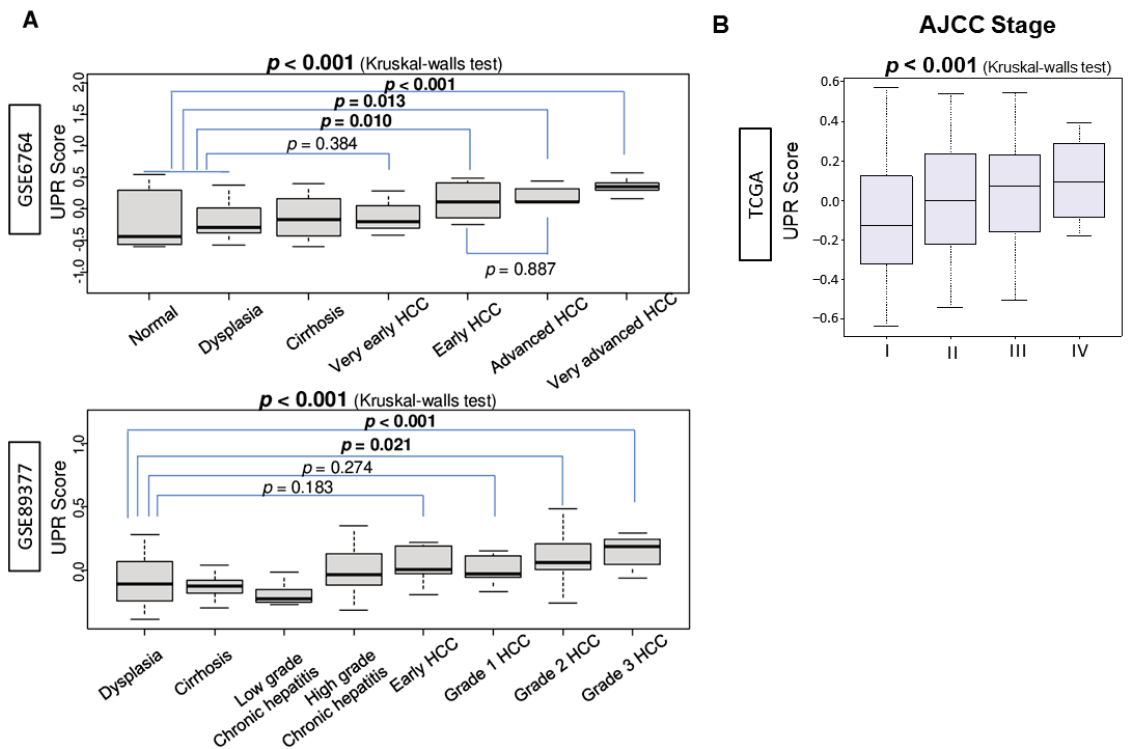 A
p < 0.001 (Kruskal-walls test)
GSE6764
UPR Score
2.0
1.5
1.0
0.5
0.0
-0.5
-1.0
p < 0.001
p = 0.013
p = 0.010
p = 0.384
p = 0.887
Normal
Dysplasia
Cirrhosis
Very early HCC
Early HCC
Advanced HCC
Very advanced HCC
p < 0.001 (Kruskal-walls test)
GSE89377
UPR Score
1.0
0.5
0.0
p < 0.001
p = 0.021
p = 0.274
p = 0.183
Dysplasia
Cirrhosis
Low grade
Chronic hepatitis
High grade
Chronic hepatitis
Early HCC
Grade 1 HCC
Grade 2 HCC
Grade 3 HCC
B
AJCC Stage
p < 0.001 (Kruskal-walls test)
TCGA
UPR Score
0.6
0.4
0.2
0.0
−0.2
−0.4
−0.6
I
II
III
IV